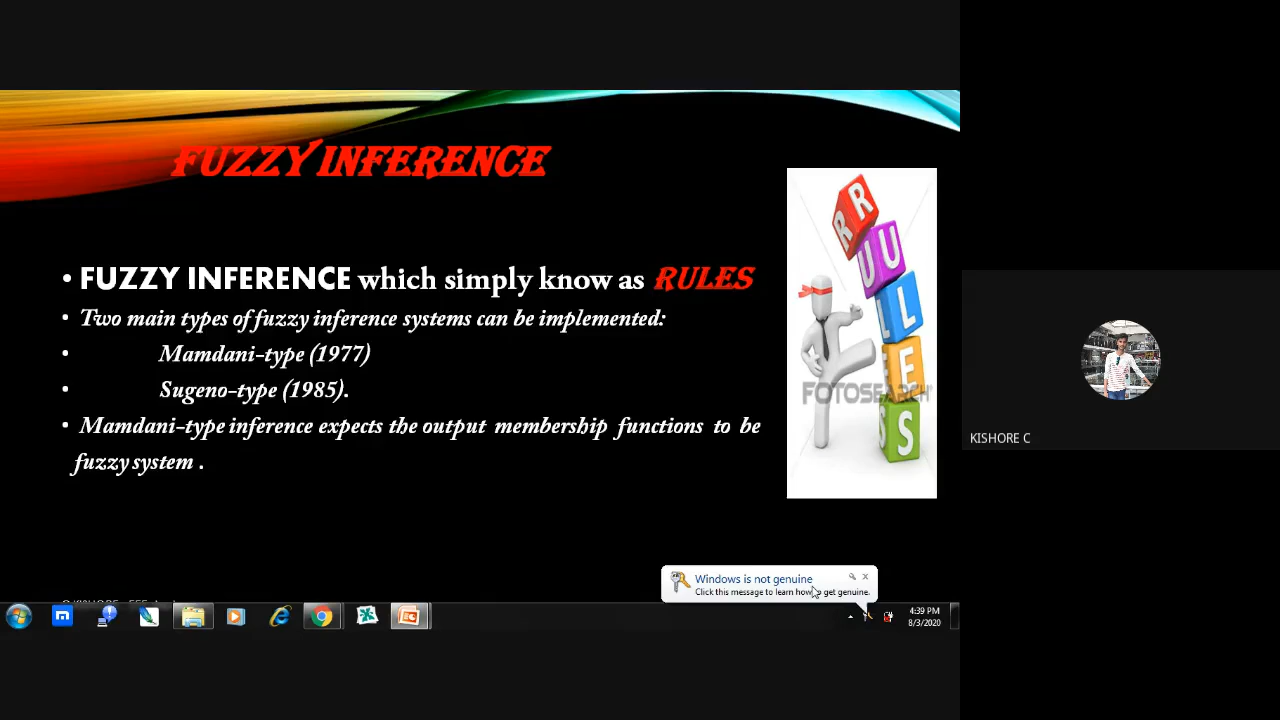 FUZZY INFERENCE
• FUZZY INFERENCE which simply know as RULES
• Two main types of fuzzy inference systems can be implemented:
• Mamdani-type (1977)
• Sugeno-type (1985).
• Mamdani-type inference expects the output membership functions to be
fuzzy system .
R R
U U
L L
E E
S S
FOTOSEARCH
KISHORE C
Windows is not genuine
Click this message to learn how to get genuine.
4:39 PM
8/3/2020